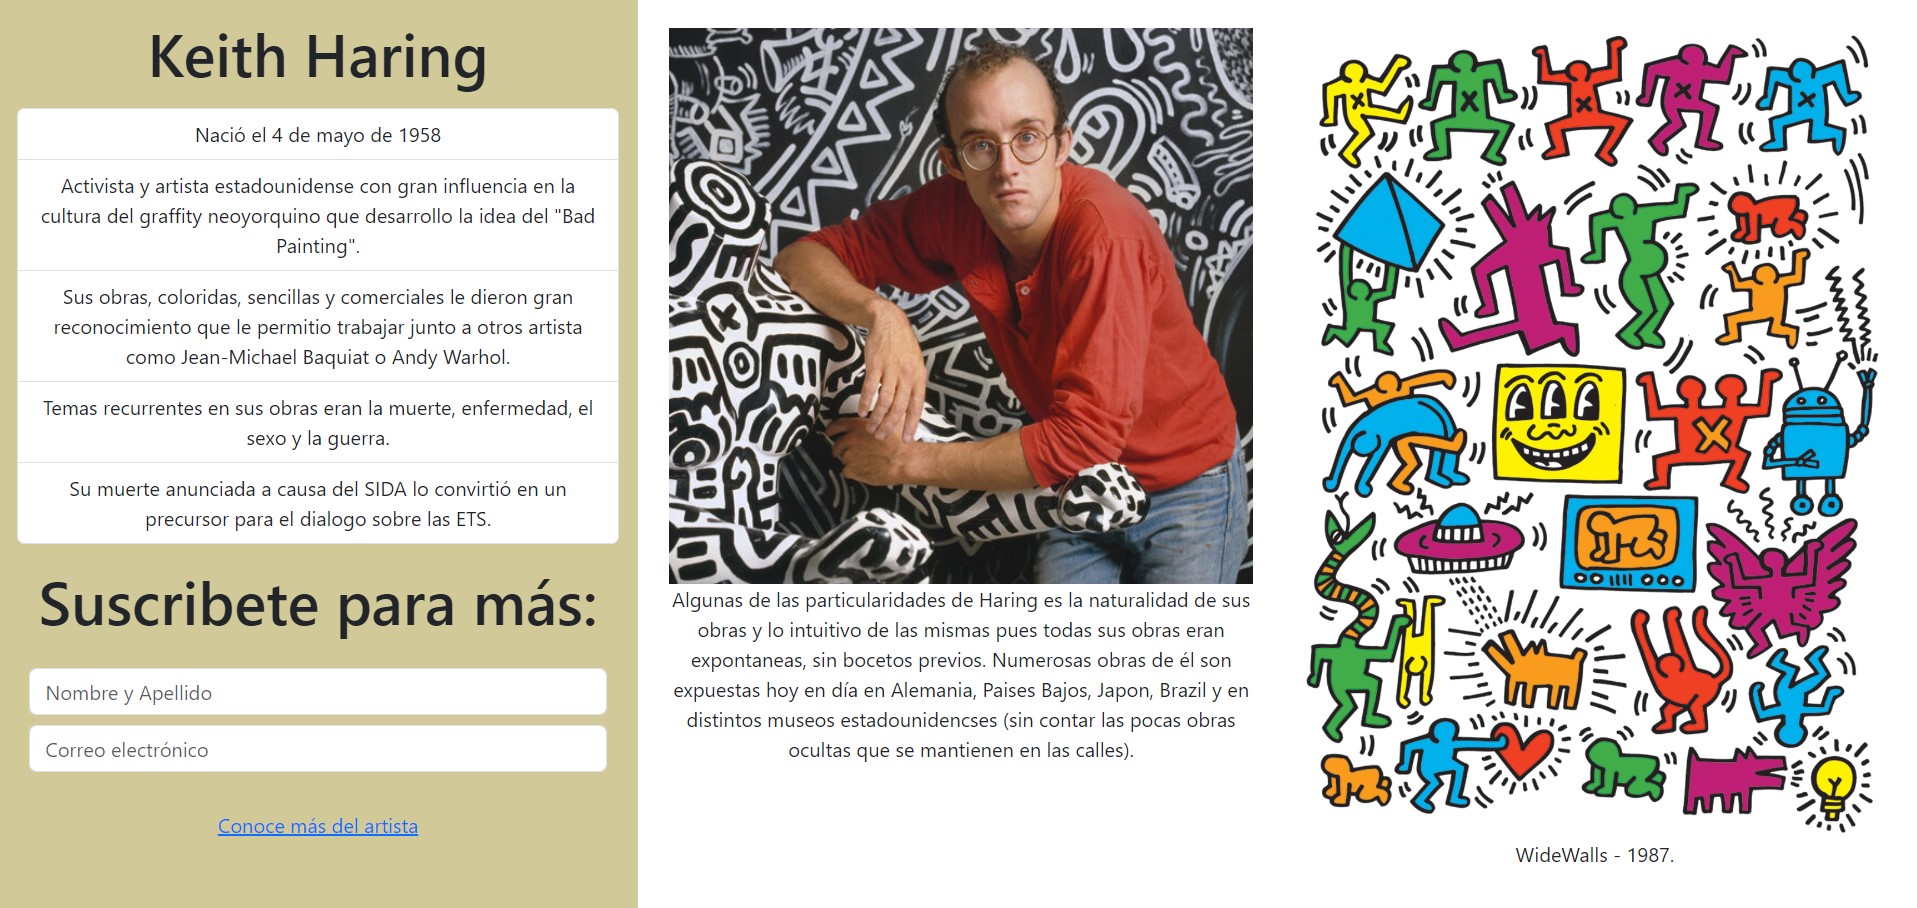 Keith Haring
Nació el 4 de mayo de 1958
Activista y artista estadounidense con gran influencia en la
cultura del graffity neoyorquino que desarrollo la idea del "Bad
Painting".
Sus obras, coloridas, sencillas y comerciales le dieron gran
reconocimiento que le permitio trabajar junto a otros artista
como Jean-Michael Baquiat o Andy Warhol.
Temas recurrentes en sus obras eran la muerte, enfermedad, el
sexo y la guerra.
Su muerte anunciada a causa del SIDA lo convirtió en un
precursor para el dialogo sobre las ETS.
Suscribete para más:
Nombre y Apellido
Correo electrónico
Conoce más del artista
Algunas de las particularidades de Haring es la naturalidad de sus
obras y lo intuitivo de las mismas pues todas sus obras eran
expontaneas, sin bocetos previos. Numerosas obras de él son
expuestas hoy en día en Alemania, Paises Bajos, Japon, Brazil y en
distintos museos estadounidencses (sin contar las pocas obras
ocultas que se mantienen en las calles).
WideWalls - 1987.